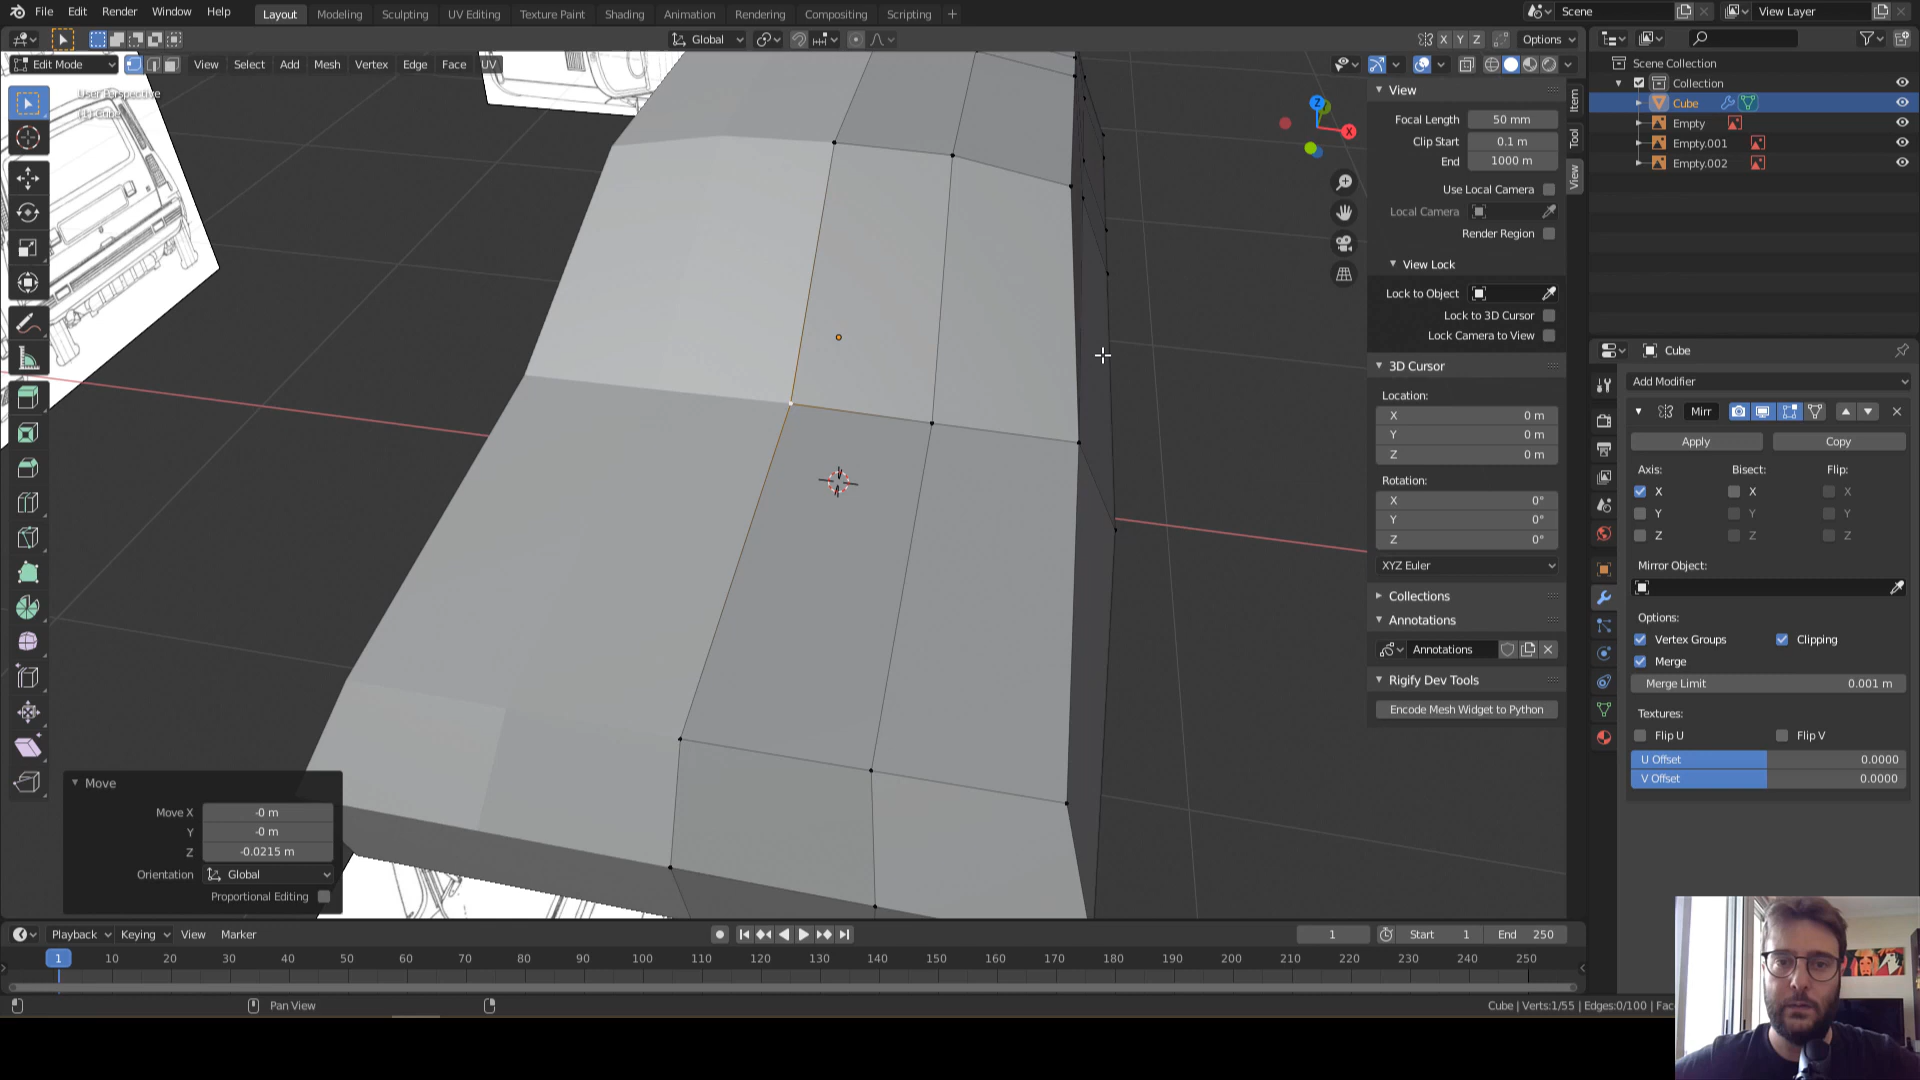 File Edit Render Window Help Layout Modeling Sculpting UV Editing Texture Paint Shading Animation Rendering Compositing Scripting Scene View Layer
Global X Y Z Options
Edit Mode View Select Add Mesh Vertex Edge Face UV
User Perspective
(1) Cube
View
Focal Length 50 mm
Clip Start 0.1 m
End 1000 m
Use Local Camera
Local Camera
Render Region
View Lock
Lock to Object
Lock to 3D Cursor
Lock Camera to View
3D Cursor
Location:
X 0 m
Y 0 m
Z 0 m
Rotation:
X 0°
Y 0°
Z 0°
XYZ Euler
Collections
Annotations
Annotations
Rigify Dev Tools
Encode Mesh Widget to Python
Item
Tool
View
Z
X
Scene Collection
Collection
Cube
Empty
Empty.001
Empty.002
Cube
Add Modifier
Mirr
Apply Copy
Axis: Bisect: Flip:
X X X
Y Y Y
Z Z Z
Mirror Object:
Options:
Vertex Groups Clipping
Merge
Merge Limit 0.001 m
Textures:
Flip U Flip V
U Offset 0.0000
V Offset 0.0000
Move
Move X -0 m
Y -0 m
Z -0.0215 m
Orientation Global
Proportional Editing
Playback Keying View Marker 1 Start 1 End 250
1 10 20 30 40 50 60 70 80 90 100 110 120 130 140 150 160 170 180 190 200 210 220 230 240 250
Pan View
Cube | Verts:1/55 | Edges:0/100 |